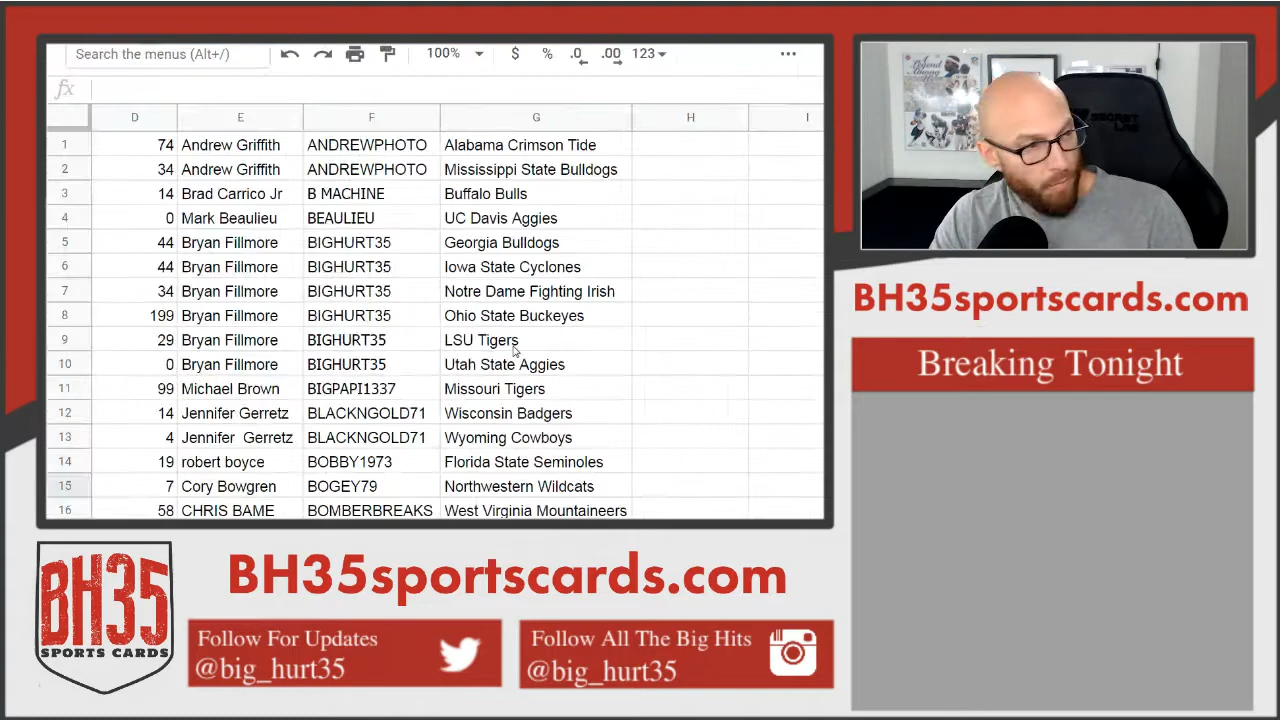 Search the menus (Alt+/)
100%
$ % .0 .00 123
fx
D E F G H I
1 74 Andrew Griffith ANDREWPHOTO Alabama Crimson Tide
2 34 Andrew Griffith ANDREWPHOTO Mississippi State Bulldogs
3 14 Brad Carrico Jr B MACHINE Buffalo Bulls
4 0 Mark Beaulieu BEAULIEU UC Davis Aggies
5 44 Bryan Fillmore BIGHURT35 Georgia Bulldogs
6 44 Bryan Fillmore BIGHURT35 Iowa State Cyclones
7 34 Bryan Fillmore BIGHURT35 Notre Dame Fighting Irish
8 199 Bryan Fillmore BIGHURT35 Ohio State Buckeyes
9 29 Bryan Fillmore BIGHURT35 LSU Tigers
10 0 Bryan Fillmore BIGHURT35 Utah State Aggies
11 99 Michael Brown BIGPAPI1337 Missouri Tigers
12 14 Jennifer Gerretz BLACKNGOLD71 Wisconsin Badgers
13 4 Jennifer Gerretz BLACKNGOLD71 Wyoming Cowboys
14 19 robert boyce BOBBY1973 Florida State Seminoles
15 7 Cory Bowgren BOGEY79 Northwestern Wildcats
16 58 CHRIS BAME BOMBERBREAKS West Virginia Mountaineers
BH35sportscards.com
Breaking Tonight
BH35
SPORTS CARDS
BH35sportscards.com
Follow For Updates
@big_hurt35
Follow All The Big Hits
@big_hurt35